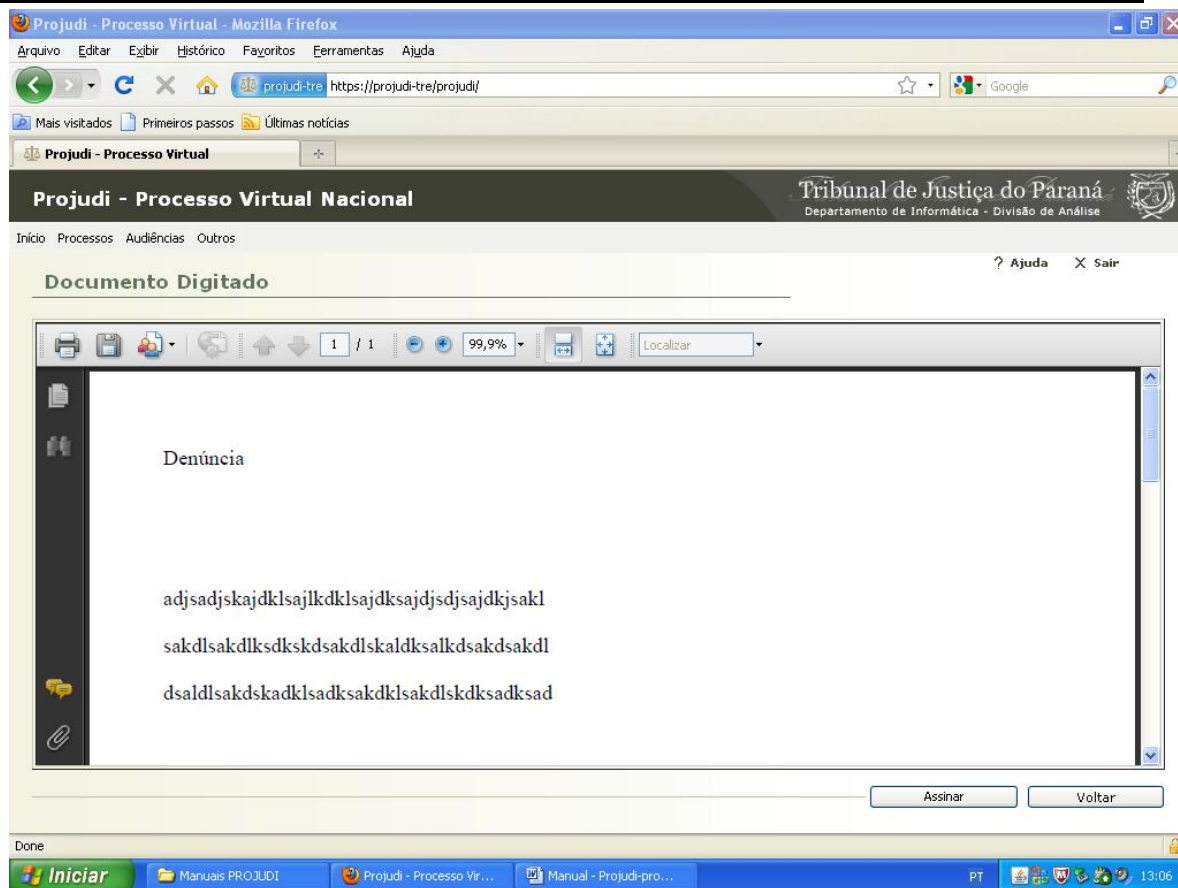 Projudi - Processo Virtual - Mozilla Firefox
Arquivo Editar Exibir Histórico Favoritos Ferramentas Ajuda
projudi-tre https://projudi-tre/projudi/ Google
Mais visitados Primeiros passos Últimas notícias
Projudi - Processo Virtual
Projudi - Processo Virtual Nacional
Tribunal de Justiça do Paraná
Departamento de Informática - Divisão de Análise
Início Processos Audiências Outros
? Ajuda X Sair
Documento Digitado
1 / 1 99,9% Localizar
Denúncia
adjsadjskajdklsajlkdklsajdksajdjsdjsajdkjsakl
sakdlsakdlksdkskdsakdlskaldksalkdsakdsakdl
dsaldlsakdskadklsadksakdklsakdlskdksadksad
Assinar Voltar
Done
Iniciar Manuais PROJUDI Projudi - Processo Vir... Manual - Projudi-pro... PT 13:06